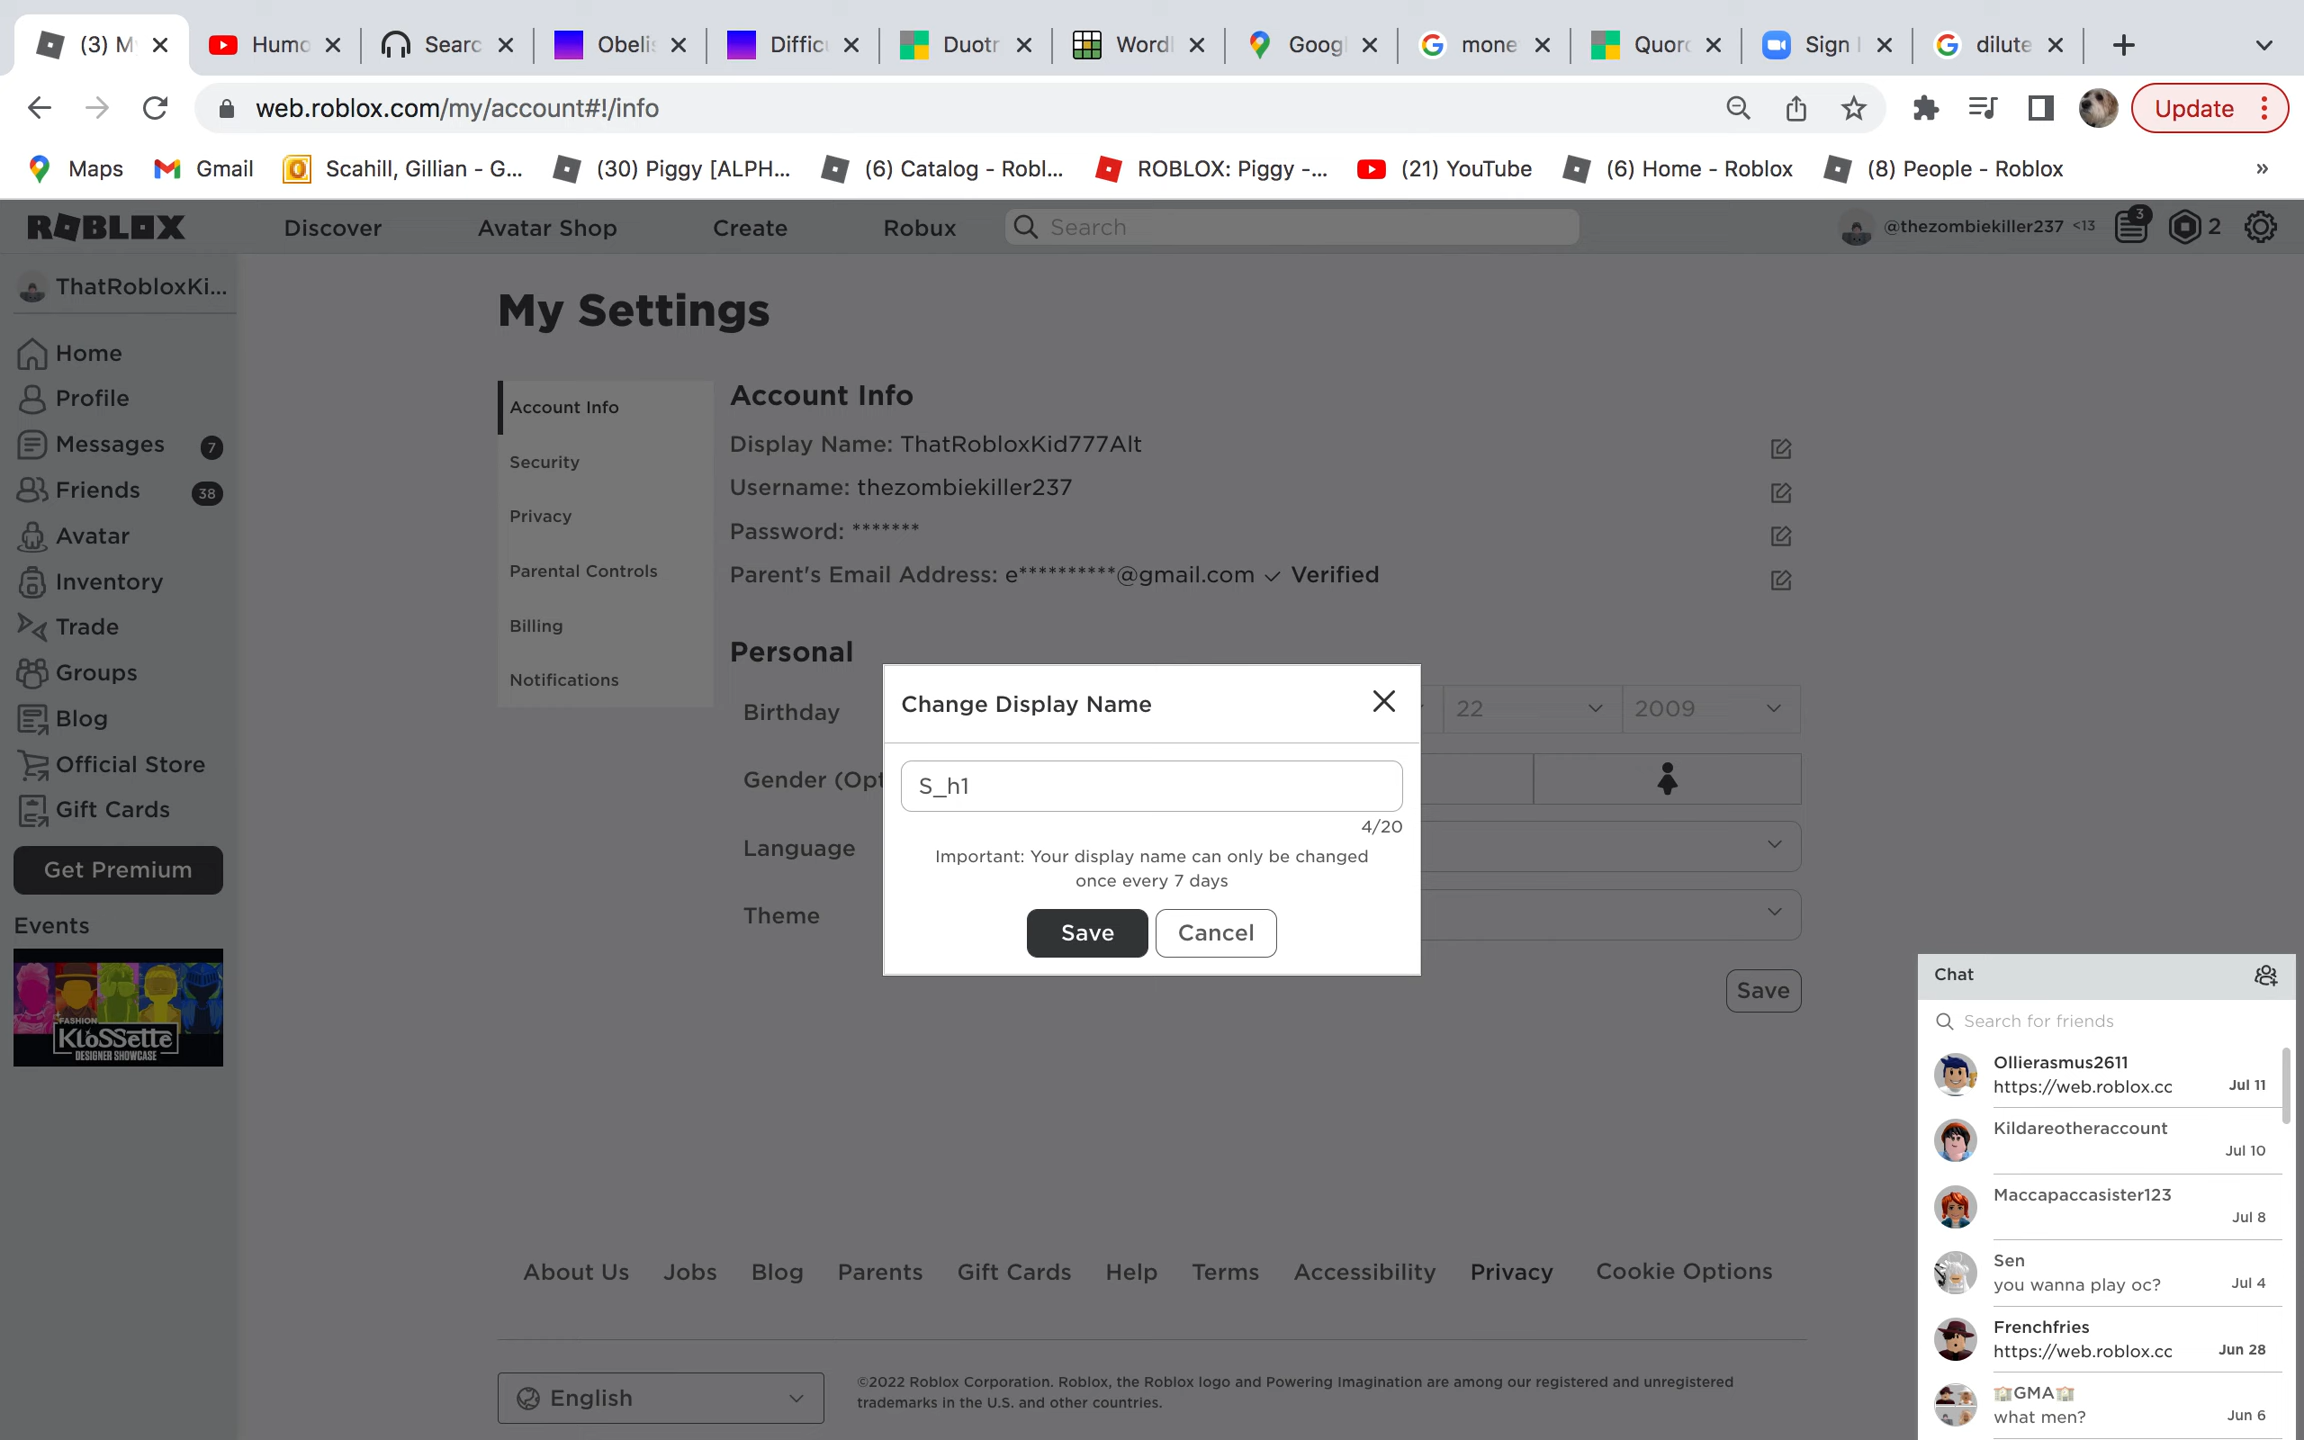 (3) M
Humo
Searc
Obelis
Difficu
Duotr
Wordl
Googl
mone
Quord
Sign I
dilute
web.roblox.com/my/account#!/info
Update
Maps
Gmail
Scahill, Gillian - G...
(30) Piggy [ALPH...
(6) Catalog - Robl...
ROBLOX: Piggy -...
(21) YouTube
(6) Home - Roblox
(8) People - Roblox
»
ROBLOX
Discover
Avatar Shop
Create
Robux
Search
@thezombiekiller237 <13
3
2
ThatRobloxKi...
Home
Profile
Messages 7
Friends 38
Avatar
Inventory
Trade
Groups
Blog
Official Store
Gift Cards
Get Premium
Events
FASHION
KloSSette
DESIGNER SHOWCASE
My Settings
Account Info
Security
Privacy
Parental Controls
Billing
Notifications
Account Info
Display Name: ThatRobloxKid777Alt
Username: thezombiekiller237
Password: *******
Parent's Email Address: e**********@gmail.com ✓ Verified
Personal
Birthday
22
2009
Gender (Opt
Language
Theme
Save
Change Display Name
S_h1
4/20
Important: Your display name can only be changed
once every 7 days
Save
Cancel
Chat
Search for friends
Ollierasmus2611
https://web.roblox.cc Jul 11
Kildareotheraccount
Jul 10
Maccapaccasister123
Jul 8
Sen
you wanna play oc? Jul 4
Frenchfries
https://web.roblox.cc Jun 28
🏫GMA🏫
what men? Jun 6
About Us
Jobs
Blog
Parents
Gift Cards
Help
Terms
Accessibility
Privacy
Cookie Options
English
©2022 Roblox Corporation. Roblox, the Roblox logo and Powering Imagination are among our registered and unregistered
trademarks in the U.S. and other countries.